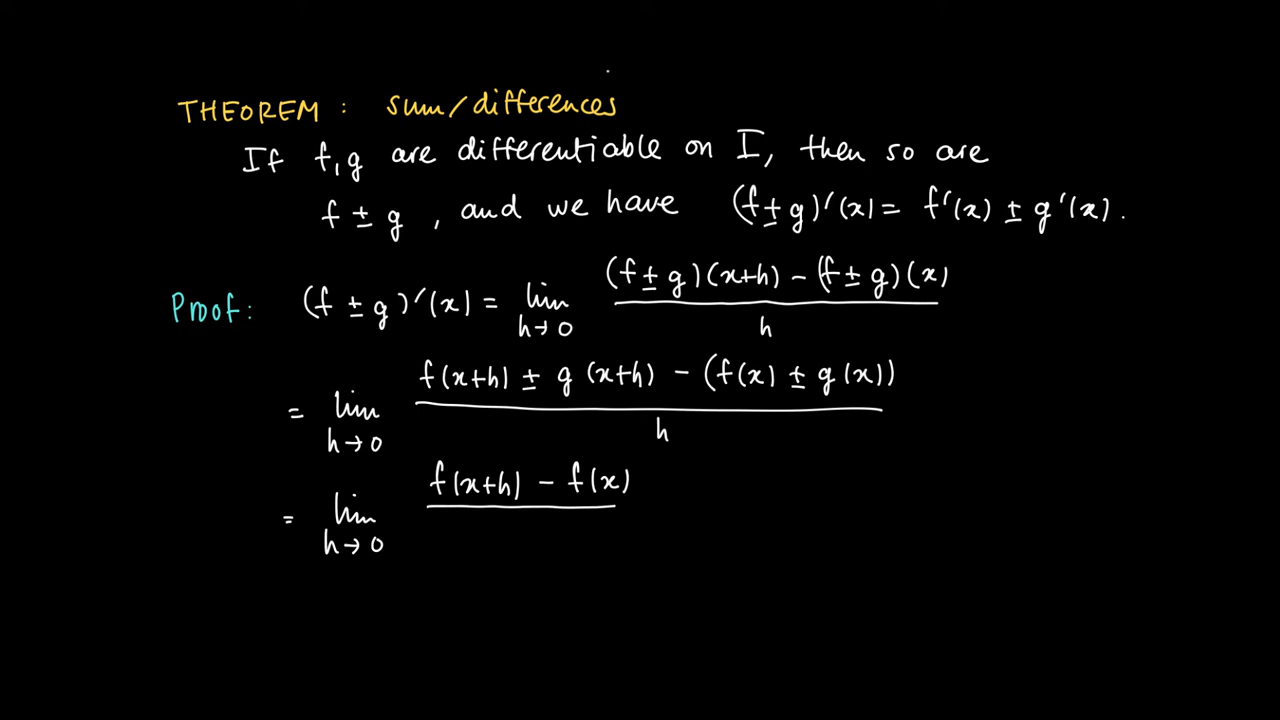 THEOREM : sum/differences
If f, g are differentiable on I, then so are
f ± g , and we have (f ± g)'(x) = f'(x) ± g'(x).
Proof: (f ± g)'(x) = lim h→0 (f ± g)(x+h) − (f ± g)(x) / h
= lim h→0 f(x+h) ± g(x+h) − (f(x) ± g(x)) / h
= lim h→0 f(x+h) − f(x)